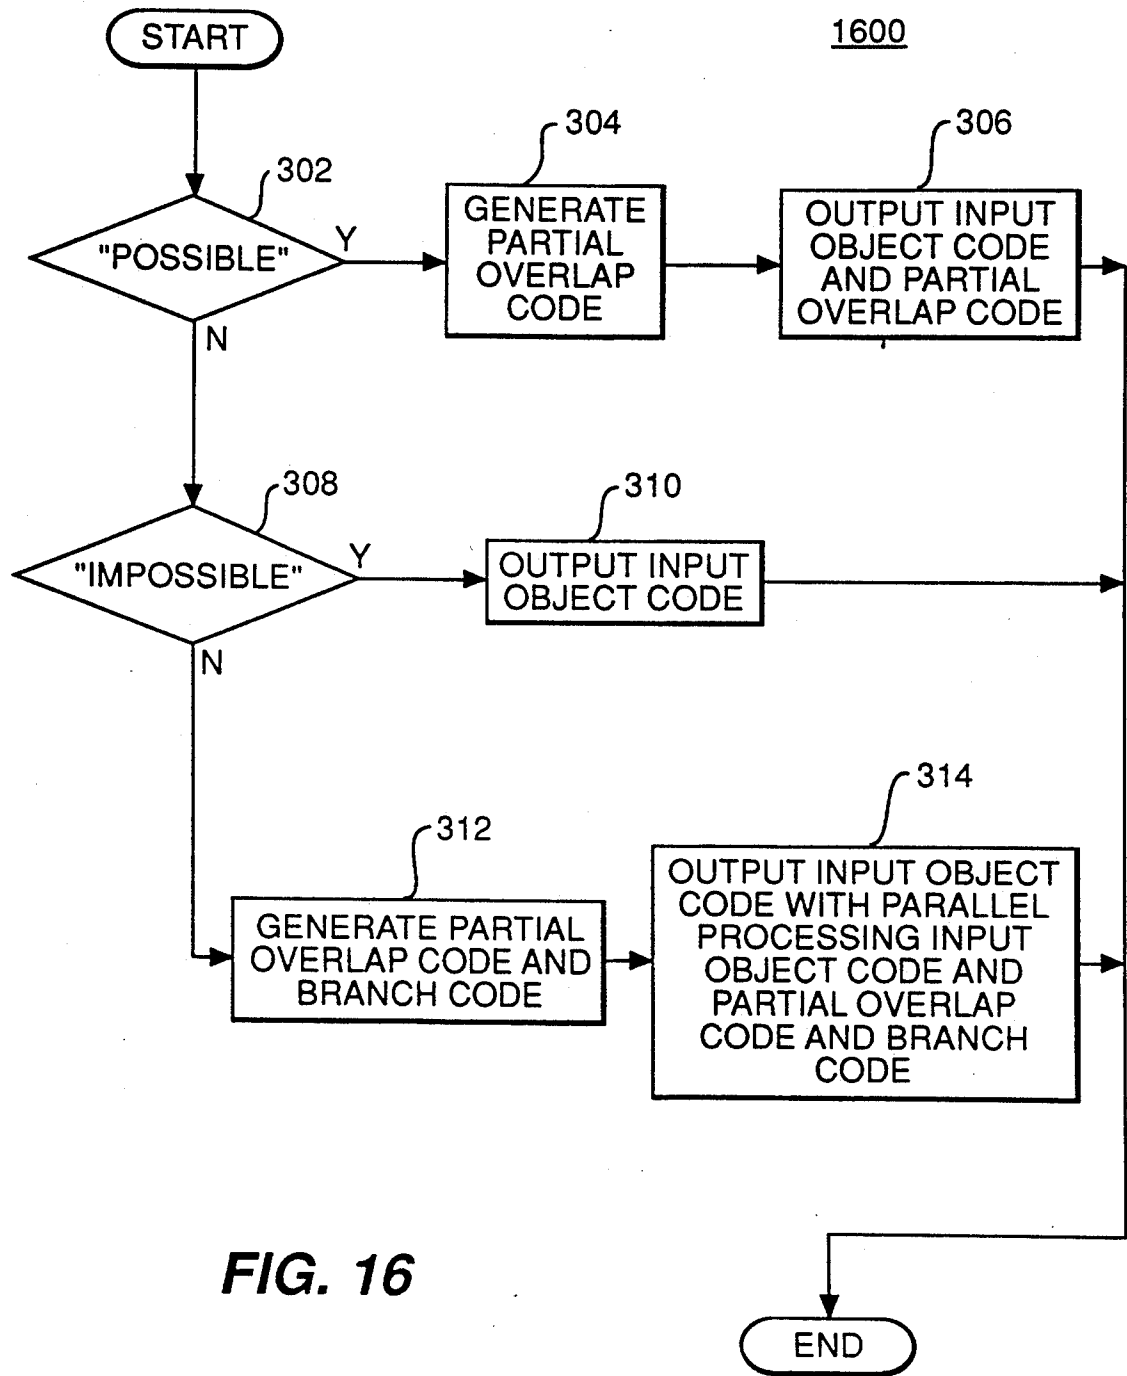 START
1600
304
306
302
GENERATE
PARTIAL
OVERLAP
CODE
OUTPUT INPUT
OBJECT CODE
AND PARTIAL
OVERLAP CODE
"POSSIBLE"
Y
N
308
310
"IMPOSSIBLE"
Y
OUTPUT INPUT
OBJECT CODE
N
314
312
GENERATE PARTIAL
OVERLAP CODE AND
BRANCH CODE
OUTPUT INPUT OBJECT
CODE WITH PARALLEL
PROCESSING INPUT
OBJECT CODE AND
PARTIAL OVERLAP
CODE AND BRANCH
CODE
FIG. 16
END